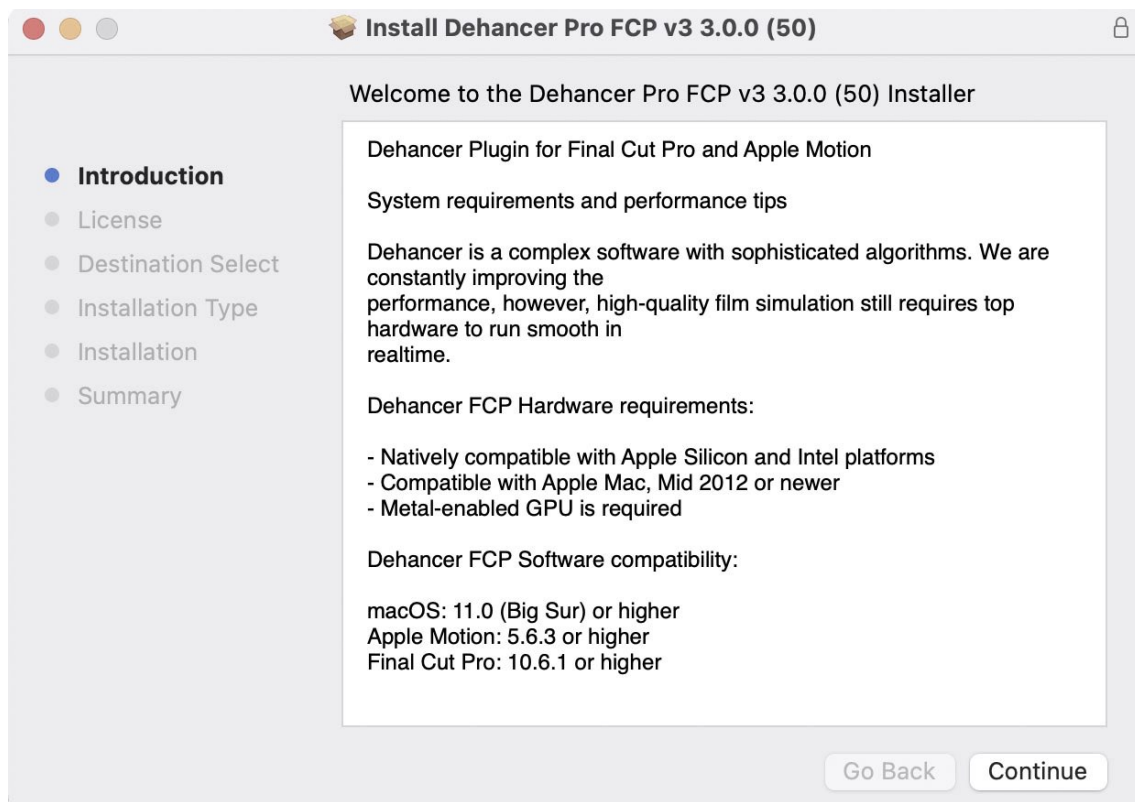 Install Dehancer Pro FCP v3 3.0.0 (50)
Welcome to the Dehancer Pro FCP v3 3.0.0 (50) Installer
Introduction
License
Destination Select
Installation Type
Installation
Summary
Dehancer Plugin for Final Cut Pro and Apple Motion
System requirements and performance tips
Dehancer is a complex software with sophisticated algorithms. We are
constantly improving the
performance, however, high-quality film simulation still requires top
hardware to run smooth in
realtime.
Dehancer FCP Hardware requirements:
- Natively compatible with Apple Silicon and Intel platforms
- Compatible with Apple Mac, Mid 2012 or newer
- Metal-enabled GPU is required
Dehancer FCP Software compatibility:
macOS: 11.0 (Big Sur) or higher
Apple Motion: 5.6.3 or higher
Final Cut Pro: 10.6.1 or higher
Go Back
Continue